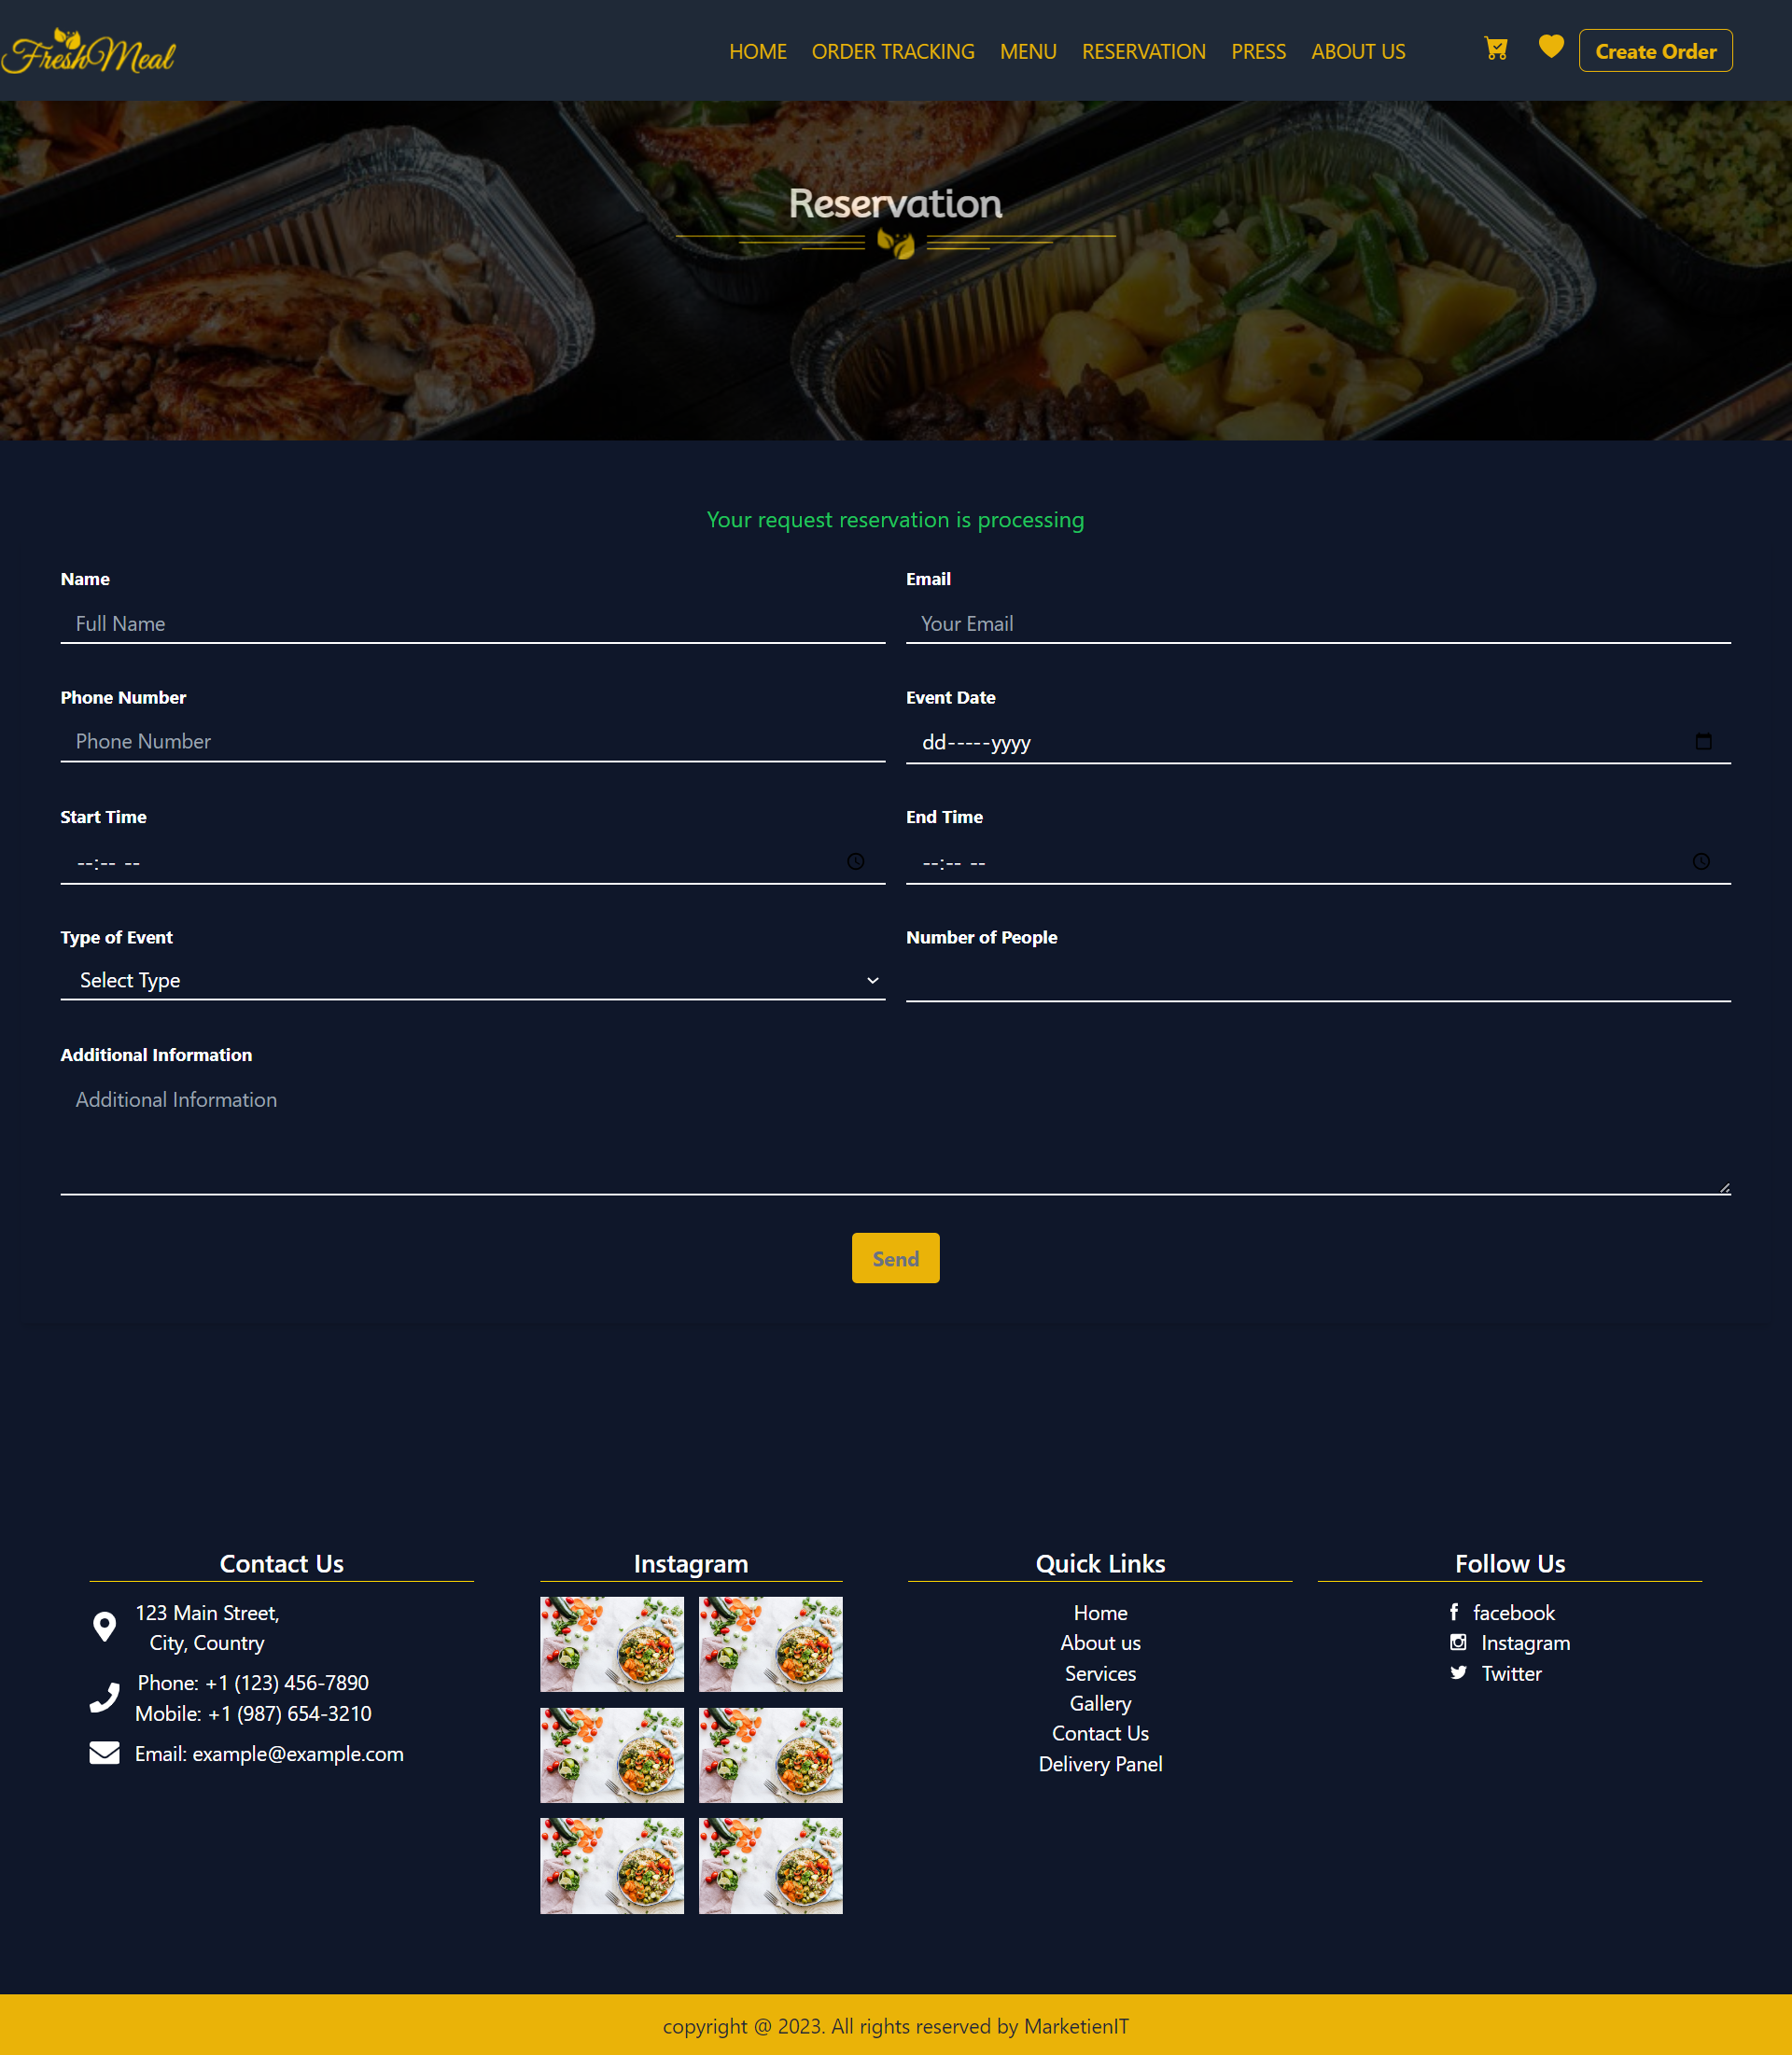 FreshMeal
HOME ORDER TRACKING MENU RESERVATION PRESS ABOUT US Create Order
Reservation
Your request reservation is processing
Name Email
Full Name Your Email
Phone Number Event Date
Phone Number dd-----yyyy
Start Time End Time
--:-- -- --:-- --
Type of Event Number of People
Select Type
Additional Information
Additional Information
Send
Contact Us
123 Main Street,
City, Country
Phone: +1 (123) 456-7890
Mobile: +1 (987) 654-3210
Email: example@example.com
Instagram
Quick Links
Home
About us
Services
Gallery
Contact Us
Delivery Panel
Follow Us
facebook
Instagram
Twitter
copyright @ 2023. All rights reserved by MarketienIT